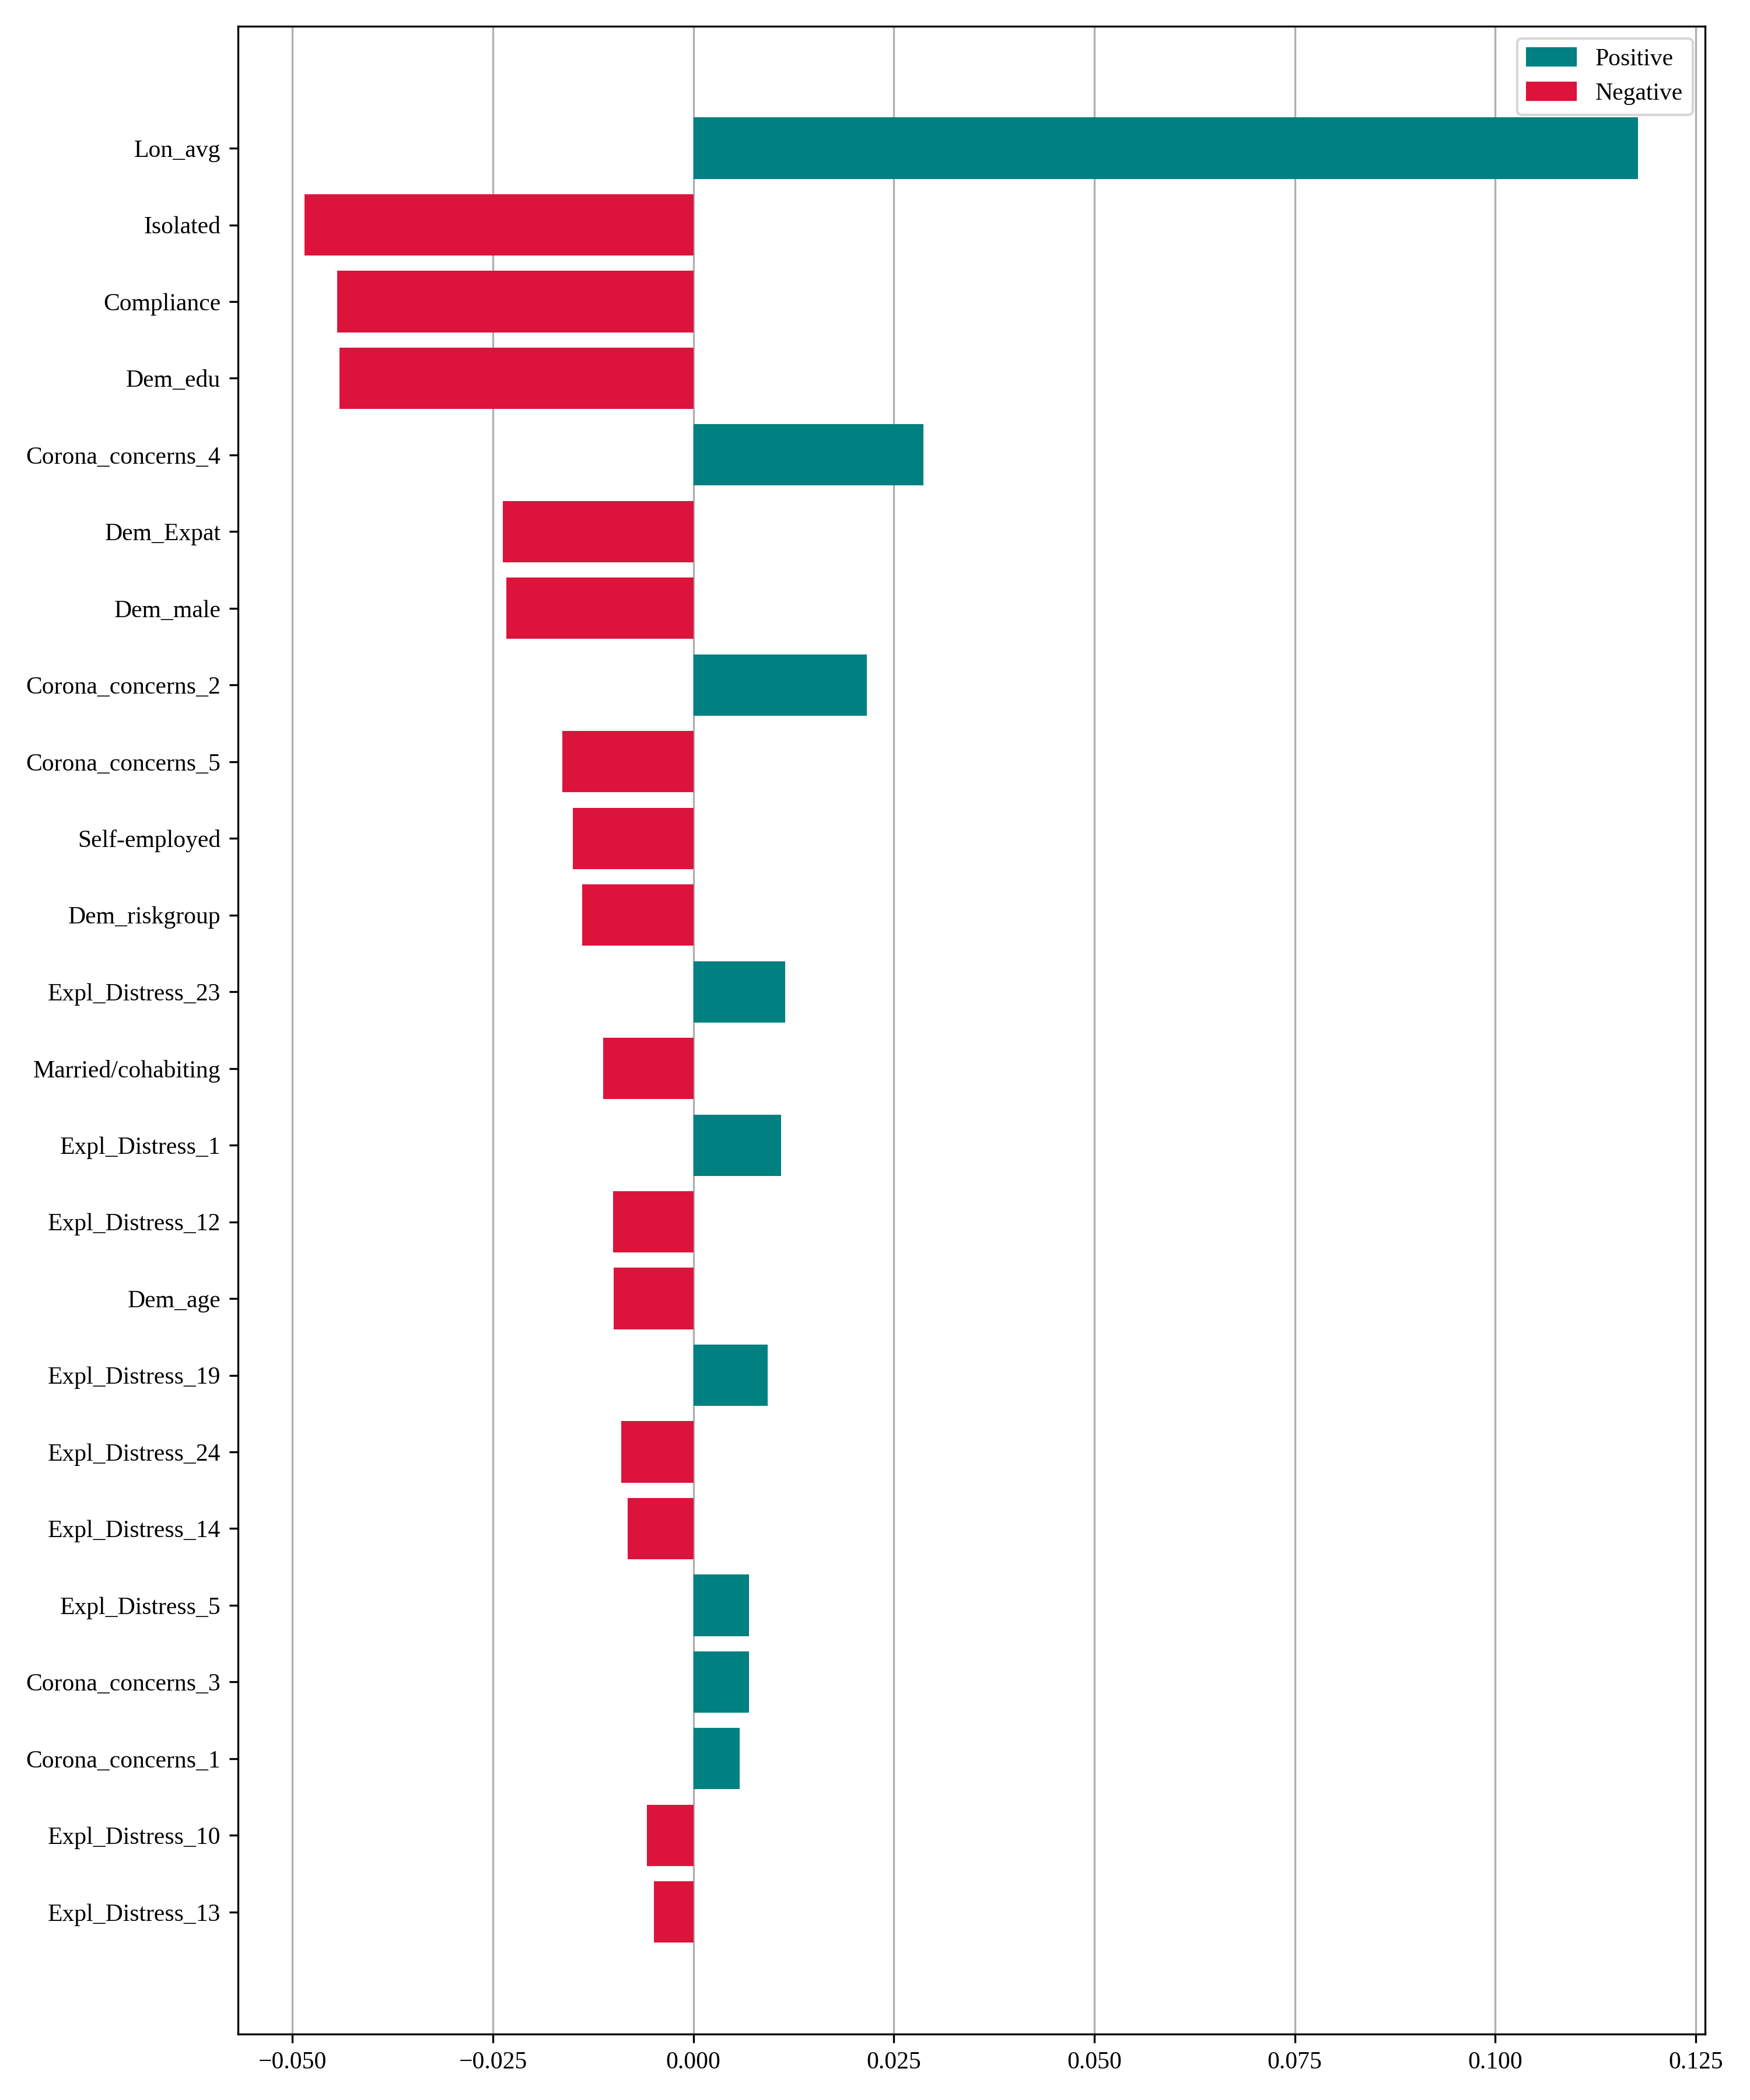 Positive
Negative
Lon_avg
Isolated
Compliance
Dem_edu
Corona_concerns_4
Dem_Expat
Dem_male
Corona_concerns_2
Corona_concerns_5
Self-employed
Dem_riskgroup
Expl_Distress_23
Married/cohabiting
Expl_Distress_1
Expl_Distress_12
Dem_age
Expl_Distress_19
Expl_Distress_24
Expl_Distress_14
Expl_Distress_5
Corona_concerns_3
Corona_concerns_1
Expl_Distress_10
Expl_Distress_13
−0.050 −0.025 0.000 0.025 0.050 0.075 0.100 0.125